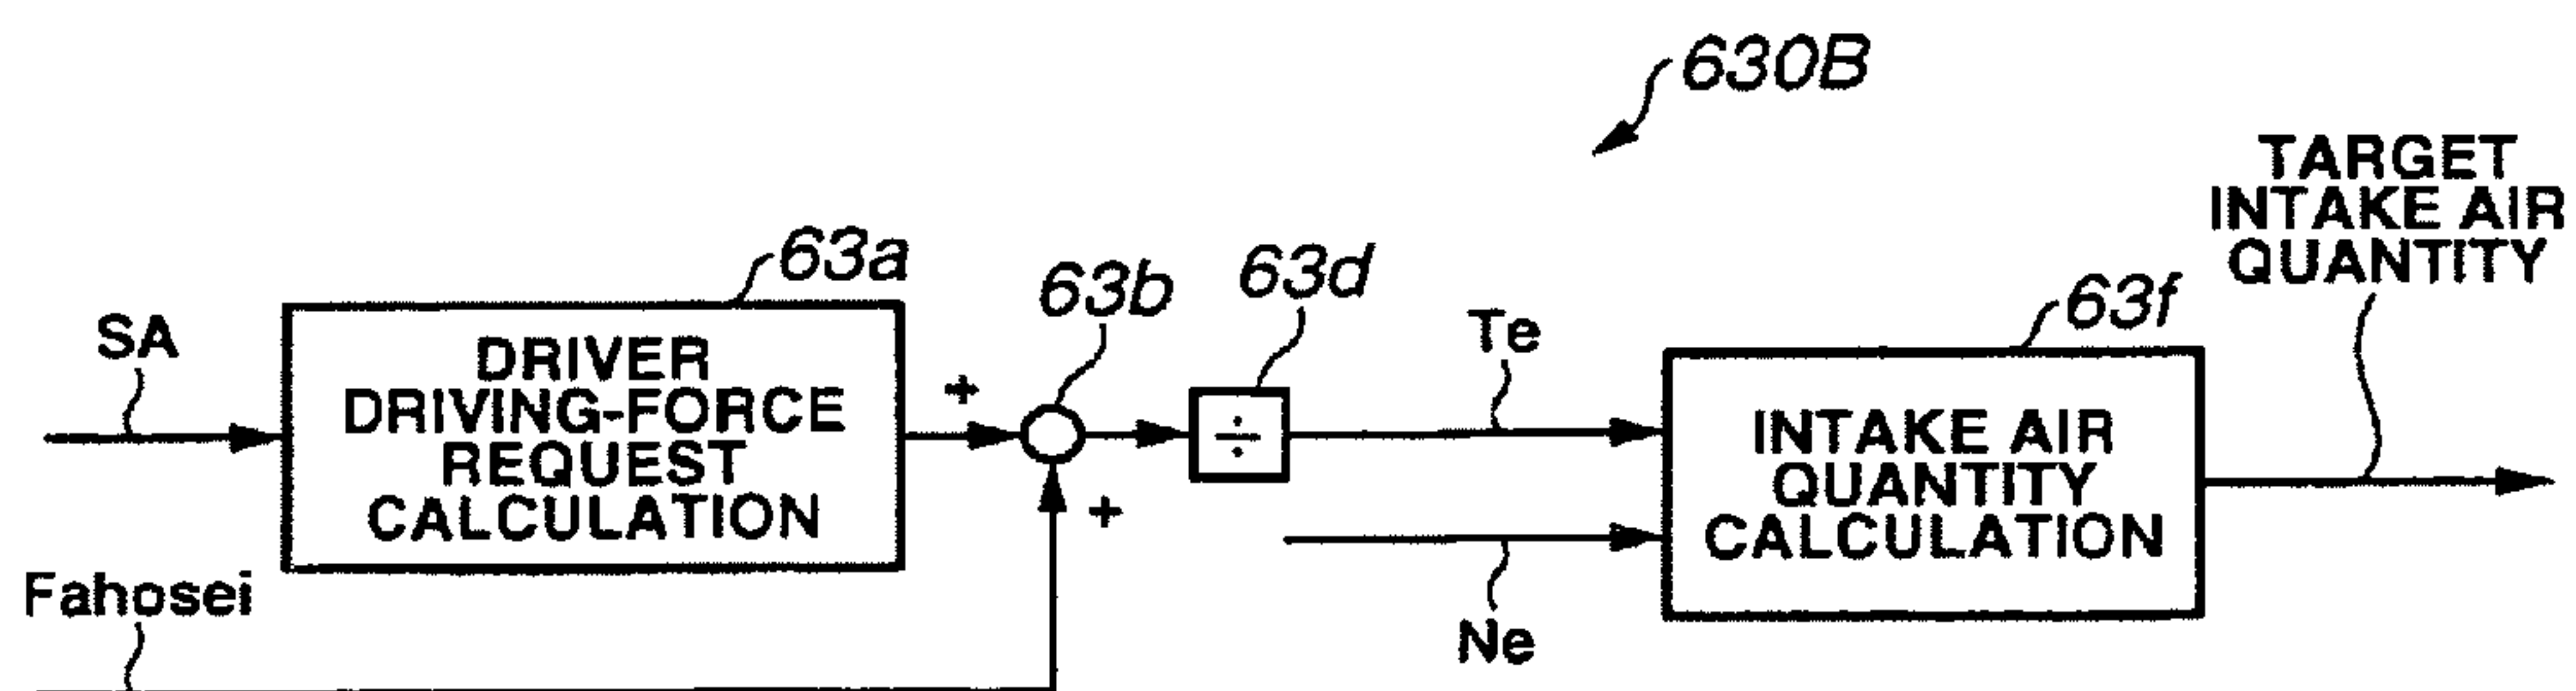 630B
TARGET
INTAKE AIR
QUANTITY
63a
63b
63d
63f
SA
DRIVER
DRIVING-FORCE
REQUEST
CALCULATION
+
+
÷
Te
Ne
INTAKE AIR
QUANTITY
CALCULATION
Fahosei